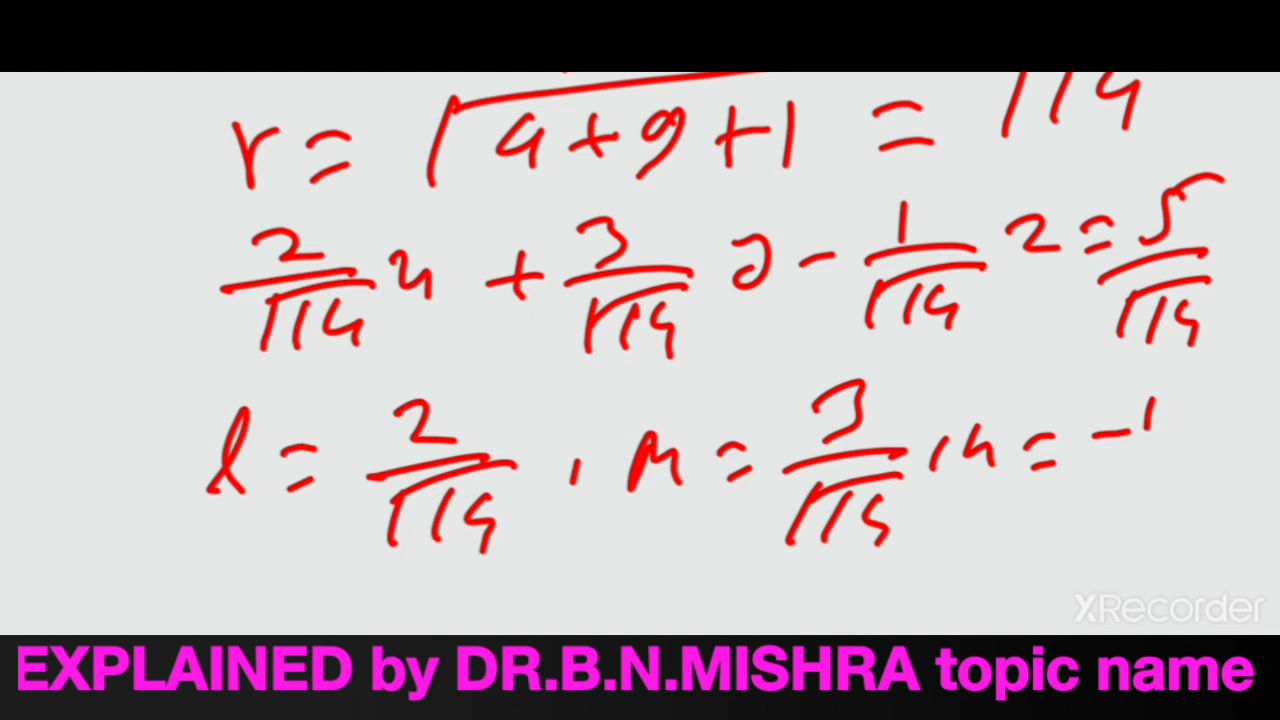 r = √4+9+1 = √14
2/√14 x + 3/√14 y - 1/√14 z = 5/√14
l = 2/√14 , m = 3/√14 , n = -1
XRecorder
EXPLAINED by DR.B.N.MISHRA topic name